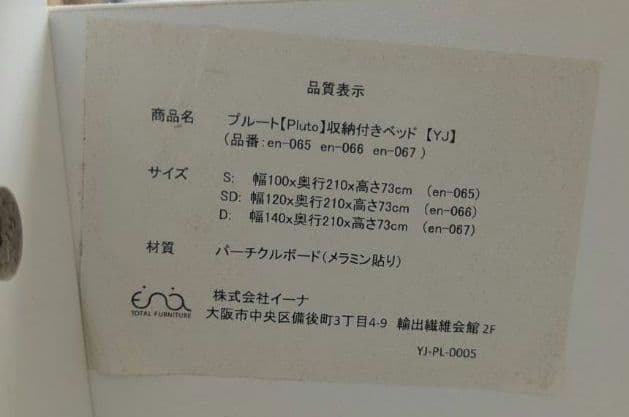 品質表示
商品名 プルート【Pluto】収納付きベッド 【YJ】
(品番:en-065 en-066 en-067 )
サイズ S: 幅100x奥行210x高さ73cm (en-065)
SD: 幅120x奥行210x高さ73cm (en-066)
D: 幅140x奥行210x高さ73cm (en-067)
材質 パーチクルボード(メラミン貼り)
ena 株式会社イーナ
TOTAL FURNITURE 大阪市中央区備後町3丁目4-9 輸出繊維会館 2F
YJ-PL-0005